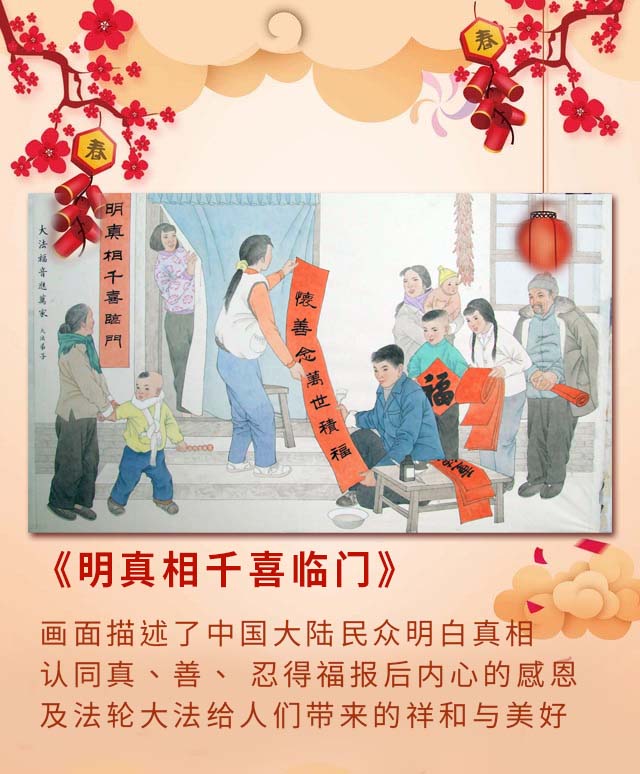 春
春
大法福音进萬家 大法弟子
明真相千喜臨門
懷善念萬世積福
福
《明真相千喜临门》
画面描述了中国大陆民众明白真相
认同真、善、 忍得福报后内心的感恩
及法轮大法给人们带来的祥和与美好